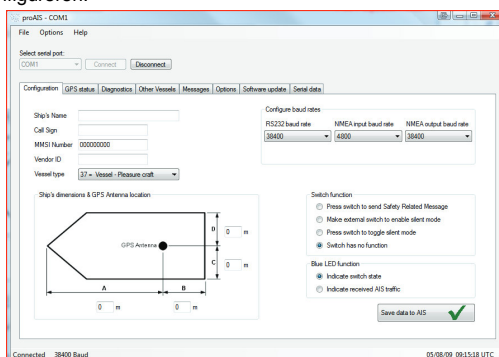 proAIS - COM1
File Options Help
Select serial port:
COM1 Connect Disconnect
Configuration GPS status Diagnostics Other Vessels Messages Options Software update Serial data
Ship's Name
Call Sign
MMSI Number 000000000
Vendor ID
Vessel type 37 = Vessel - Pleasure craft
Configure baud rates
RS232 baud rate NMEA input baud rate NMEA output baud rate
38400 4800 38400
Ship's dimensions & GPS Antenna location
D 0 m
GPS Antenna
C 0 m
A B
0 m 0 m
Switch function
Press switch to send Safety Related Message
Make external switch to enable silent mode
Press switch to toggle silent mode
Switch has no function
Blue LED function
Indicate switch state
Indicate received AIS traffic
Save data to AIS
Connected 38400 Baud 05/08/09 09:15:18 UTC